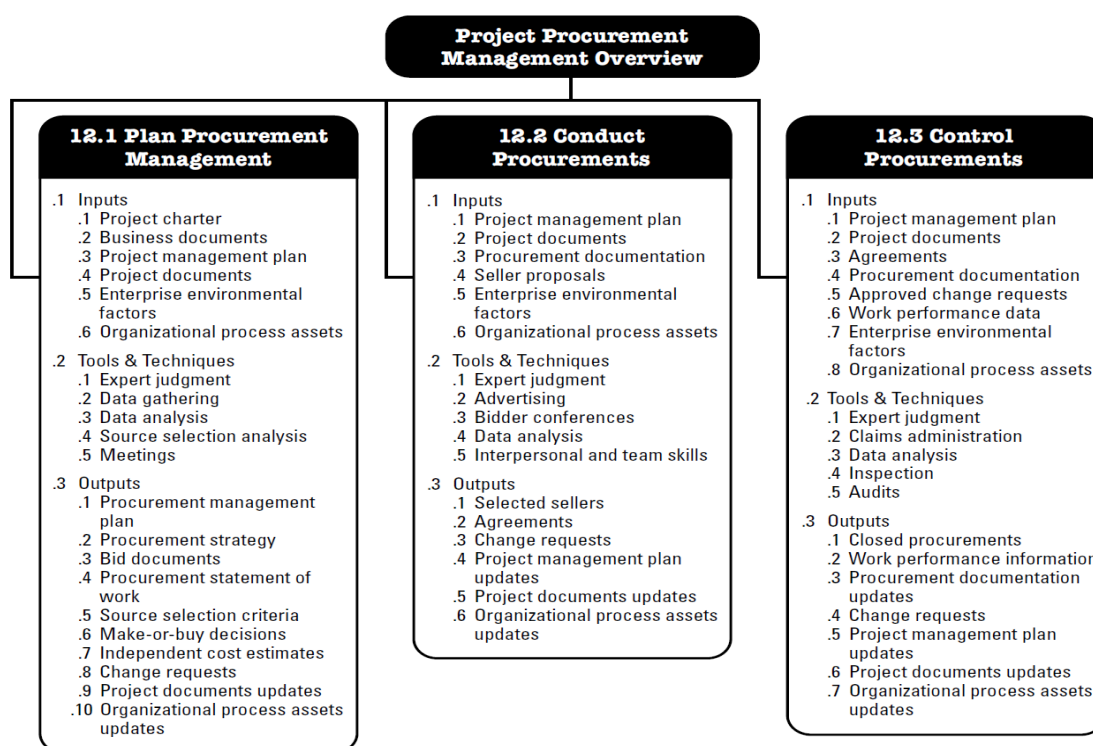 Project Procurement
Management Overview
12.1 Plan Procurement
Management
.1 Inputs
.1 Project charter
.2 Business documents
.3 Project management plan
.4 Project documents
.5 Enterprise environmental
factors
.6 Organizational process assets
.2 Tools & Techniques
.1 Expert judgment
.2 Data gathering
.3 Data analysis
.4 Source selection analysis
.5 Meetings
.3 Outputs
.1 Procurement management
plan
.2 Procurement strategy
.3 Bid documents
.4 Procurement statement of
work
.5 Source selection criteria
.6 Make-or-buy decisions
.7 Independent cost estimates
.8 Change requests
.9 Project documents updates
.10 Organizational process assets
updates
12.2 Conduct
Procurements
.1 Inputs
.1 Project management plan
.2 Project documents
.3 Procurement documentation
.4 Seller proposals
.5 Enterprise environmental
factors
.6 Organizational process assets
.2 Tools & Techniques
.1 Expert judgment
.2 Advertising
.3 Bidder conferences
.4 Data analysis
.5 Interpersonal and team skills
.3 Outputs
.1 Selected sellers
.2 Agreements
.3 Change requests
.4 Project management plan
updates
.5 Project documents updates
.6 Organizational process assets
updates
12.3 Control
Procurements
.1 Inputs
.1 Project management plan
.2 Project documents
.3 Agreements
.4 Procurement documentation
.5 Approved change requests
.6 Work performance data
.7 Enterprise environmental
factors
.8 Organizational process assets
.2 Tools & Techniques
.1 Expert judgment
.2 Claims administration
.3 Data analysis
.4 Inspection
.5 Audits
.3 Outputs
.1 Closed procurements
.2 Work performance information
.3 Procurement documentation
updates
.4 Change requests
.5 Project management plan
updates
.6 Project documents updates
.7 Organizational process assets
updates